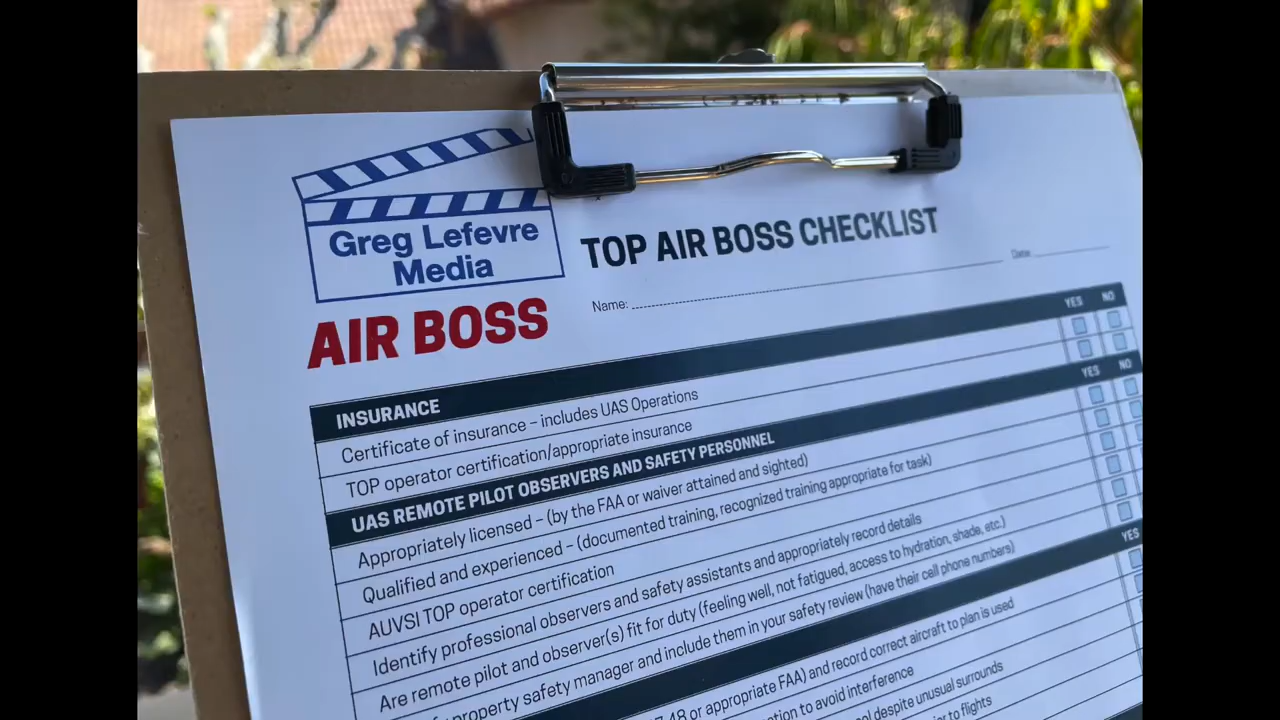 Greg Lefevre
Media
AIR BOSS
TOP AIR BOSS CHECKLIST
Name: Date:
INSURANCE YES NO
Certificate of insurance – includes UAS Operations
TOP operator certification/appropriate insurance
UAS REMOTE PILOT OBSERVERS AND SAFETY PERSONNEL YES NO
Appropriately licensed – (by the FAA or waiver attained and sighted)
Qualified and experienced – (documented training, recognized training appropriate for task)
AUVSI TOP operator certification
Identify professional observers and safety assistants and appropriately record details
Are remote pilot and observer(s) fit for duty (feeling well, not fatigued, access to hydration, shade, etc.)
property safety manager and include them in your safety review (have their cell phone numbers)
YES
48 or appropriate FAA) and record correct aircraft to plan is used
to avoid interference
despite unusual surrounds
to flights